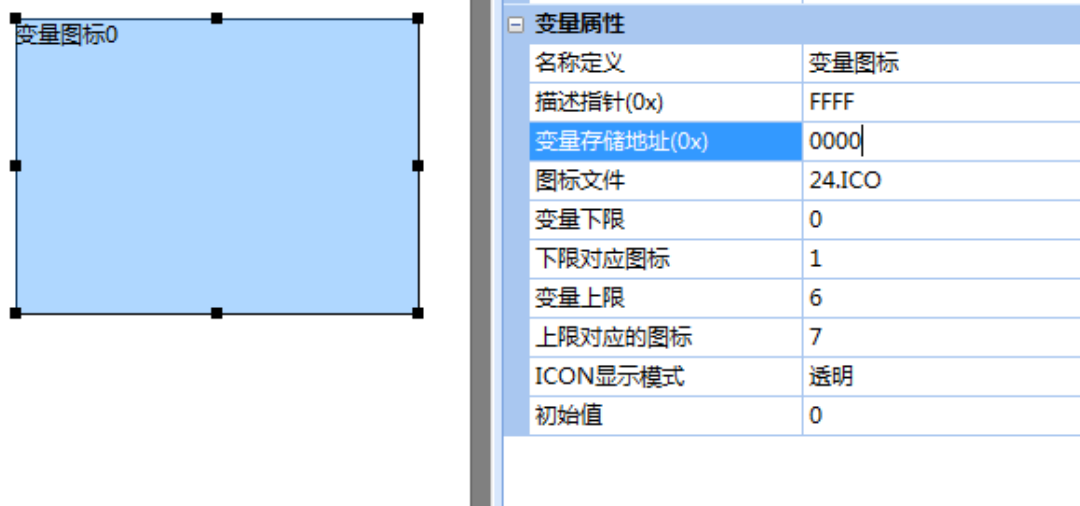 变量图标0
变量属性
名称定义 变量图标
描述指针(0x) FFFF
变量存储地址(0x) 0000
图标文件 24.ICO
变量下限 0
下限对应图标 1
变量上限 6
上限对应的图标 7
ICON显示模式 透明
初始值 0